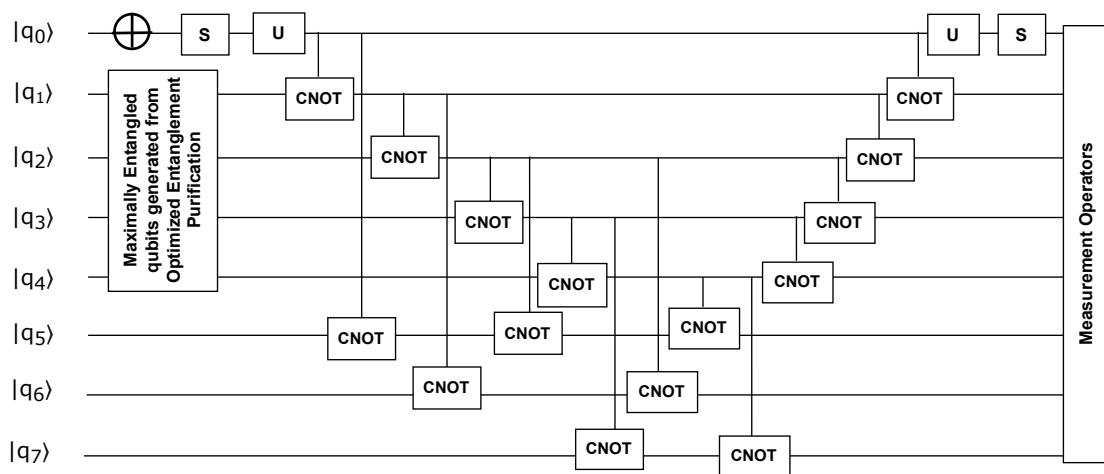 |q₀⟩
S
U
U
S
|q₁⟩
CNOT
CNOT
|q₂⟩
CNOT
CNOT
|q₃⟩
CNOT
CNOT
|q₄⟩
CNOT
CNOT
|q₅⟩
CNOT
CNOT
CNOT
|q₆⟩
CNOT
CNOT
|q₇⟩
CNOT
CNOT
Maximally Entangled
qubits generated from
Optimized Entanglement
Purification
Measurement Operators